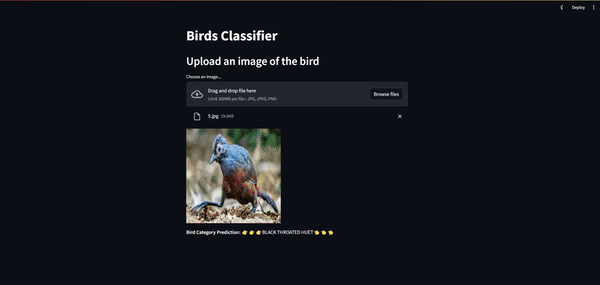 Deploy
Birds Classifier
Upload an image of the bird
Choose an Image...
Drag and drop file here
Limit 200MB per file • JPG, JPEG, PNG
Browse files
5.jpg 29.8KB
Bird Category Prediction: 👉 👉 👉 BLACK THROATED HUET 👈 👈 👈